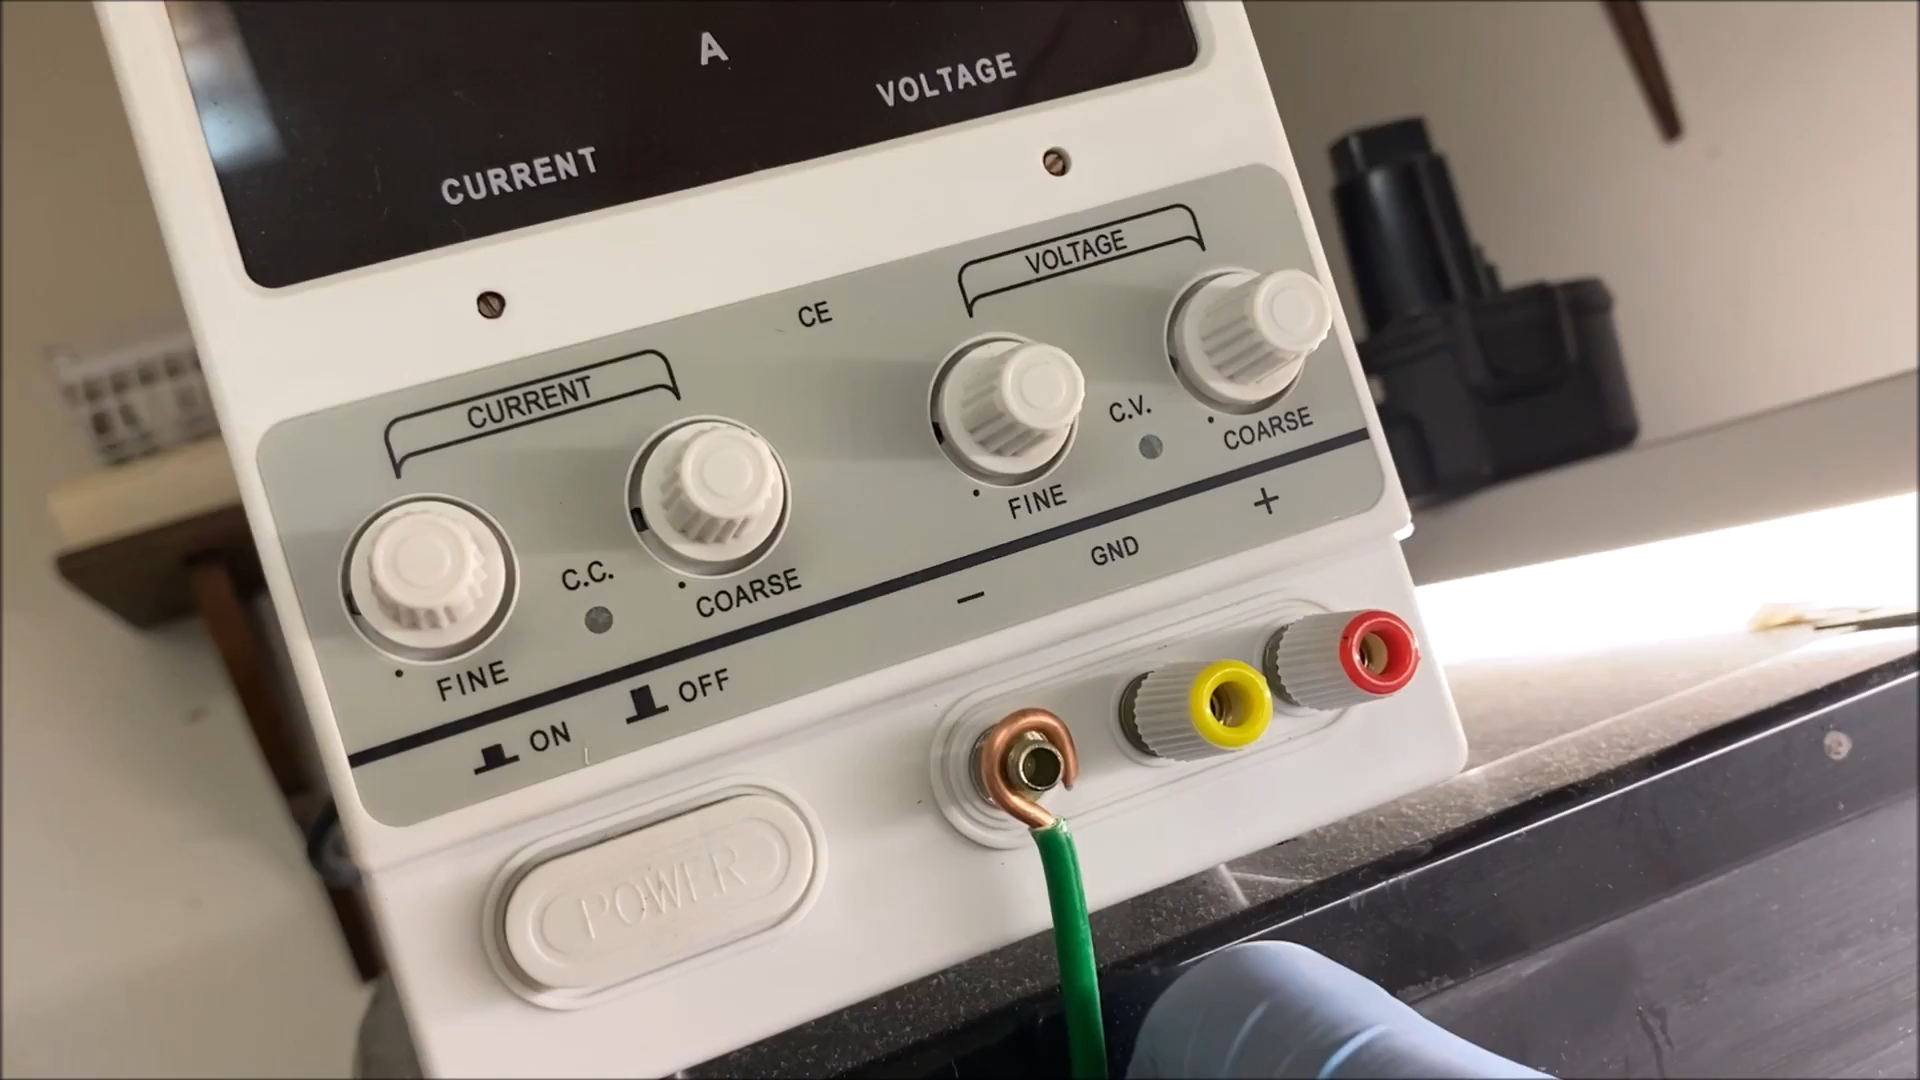 A
VOLTAGE
CURRENT
VOLTAGE
CE
CURRENT
C.V.
COARSE
FINE
+
GND
C.C.
COARSE
−
FINE
OFF
ON
POWER